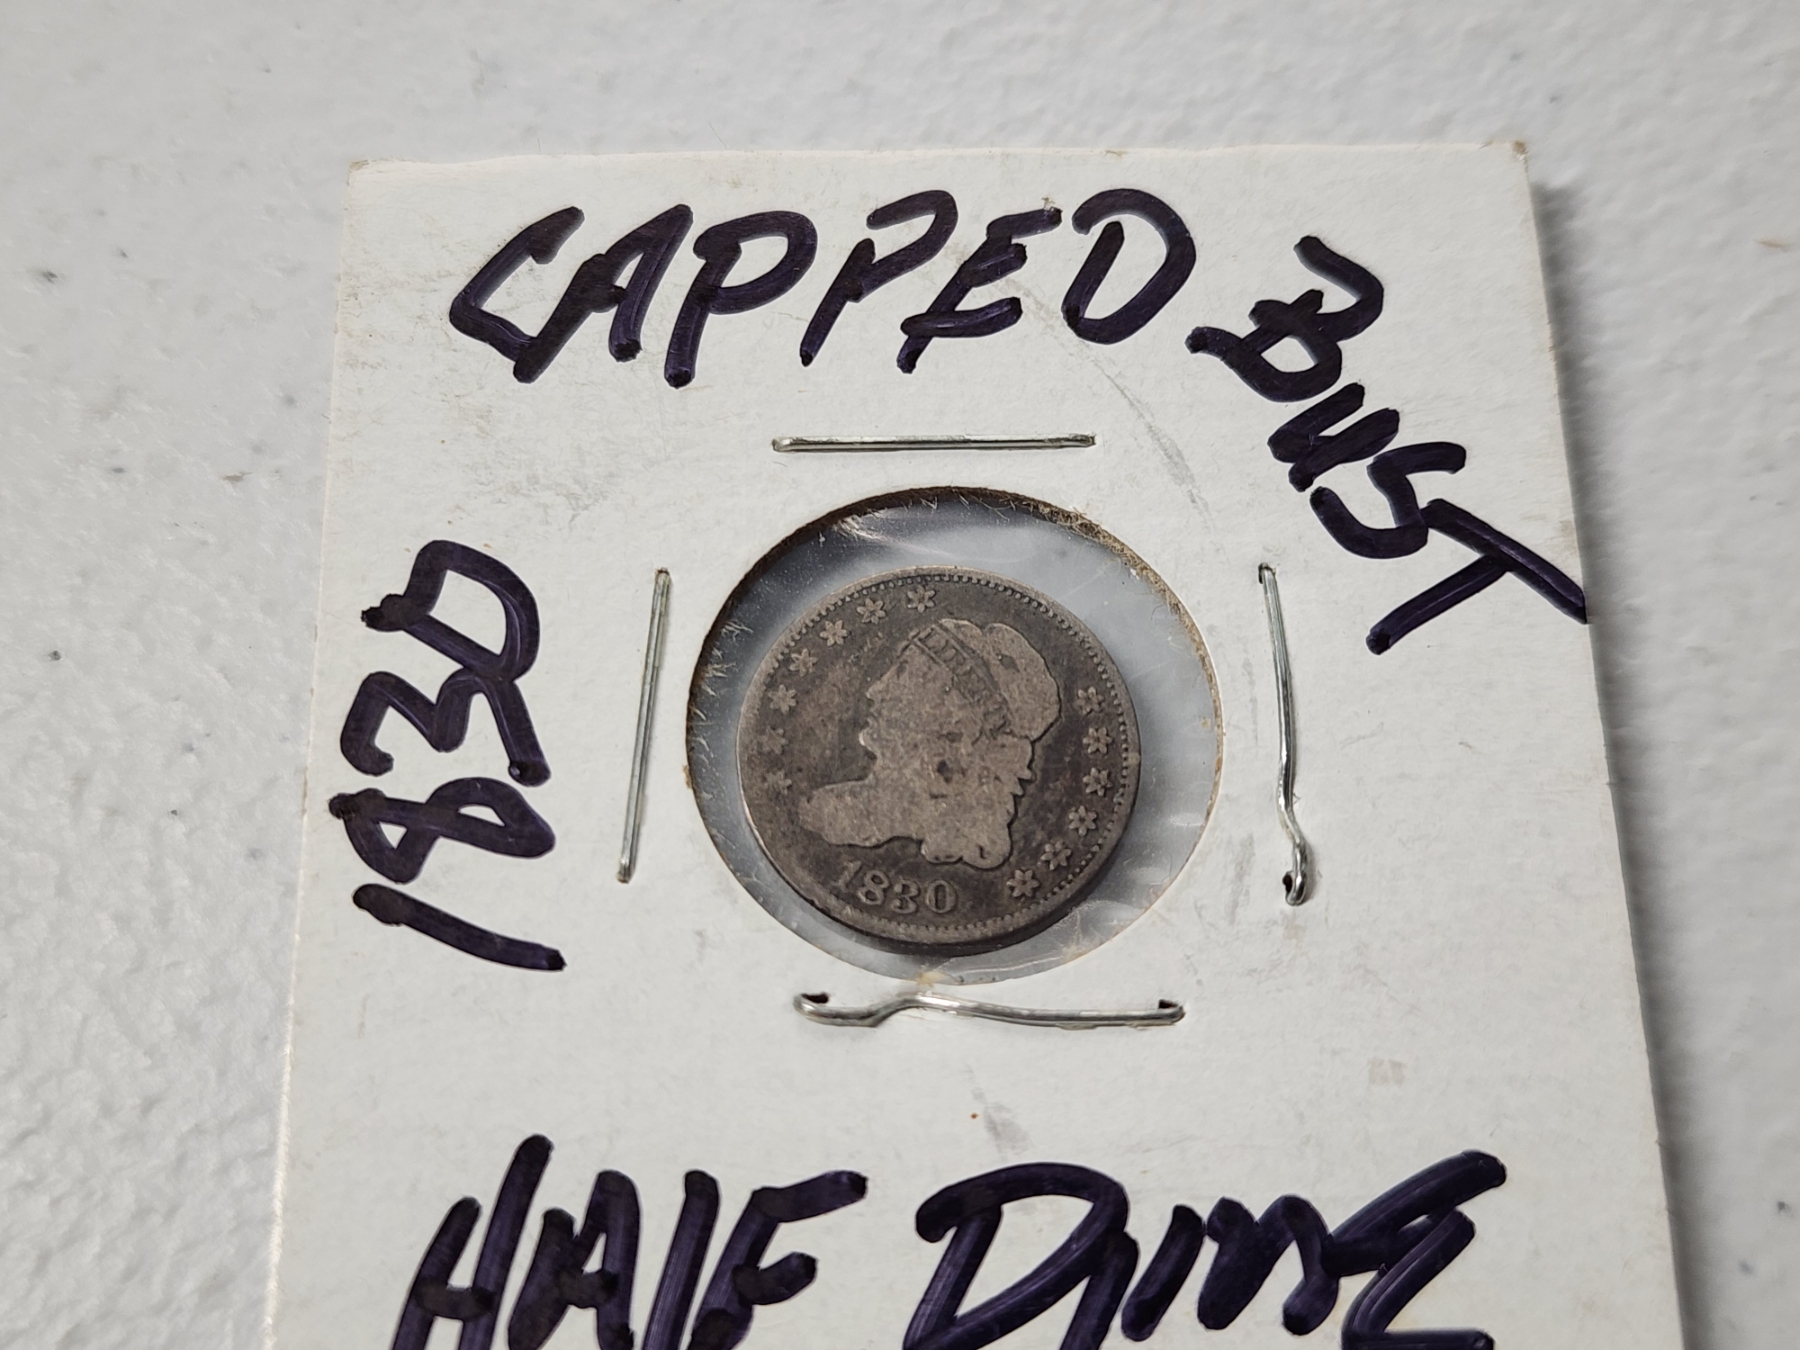 CAPPED BUST
1830
LIBERTY
1830
HALF DIME